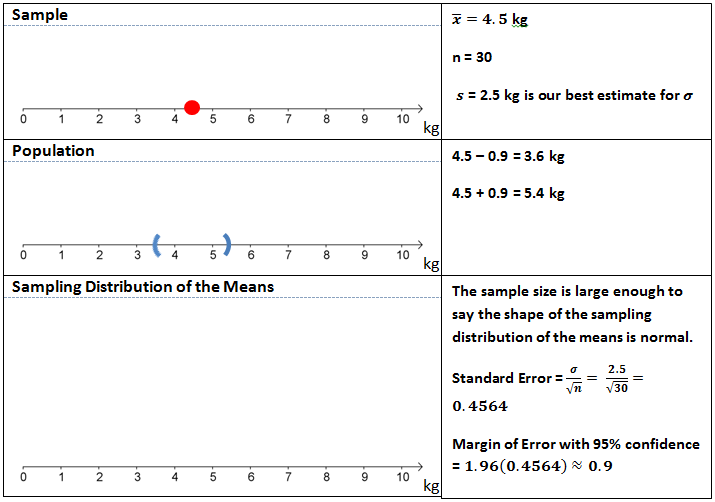 Sample
x̄ = 4.5 kg
n = 30
s = 2.5 kg is our best estimate for σ
0 1 2 3 4 5 6 7 8 9 10 kg
Population
4.5 – 0.9 = 3.6 kg
4.5 + 0.9 = 5.4 kg
0 1 2 3 4 5 6 7 8 9 10 kg
Sampling Distribution of the Means
The sample size is large enough to
say the shape of the sampling
distribution of the means is normal.
Standard Error = σ/√n = 2.5/√30 =
0.4564
Margin of Error with 95% confidence
= 1.96(0.4564) ≈ 0.9
0 1 2 3 4 5 6 7 8 9 10 kg